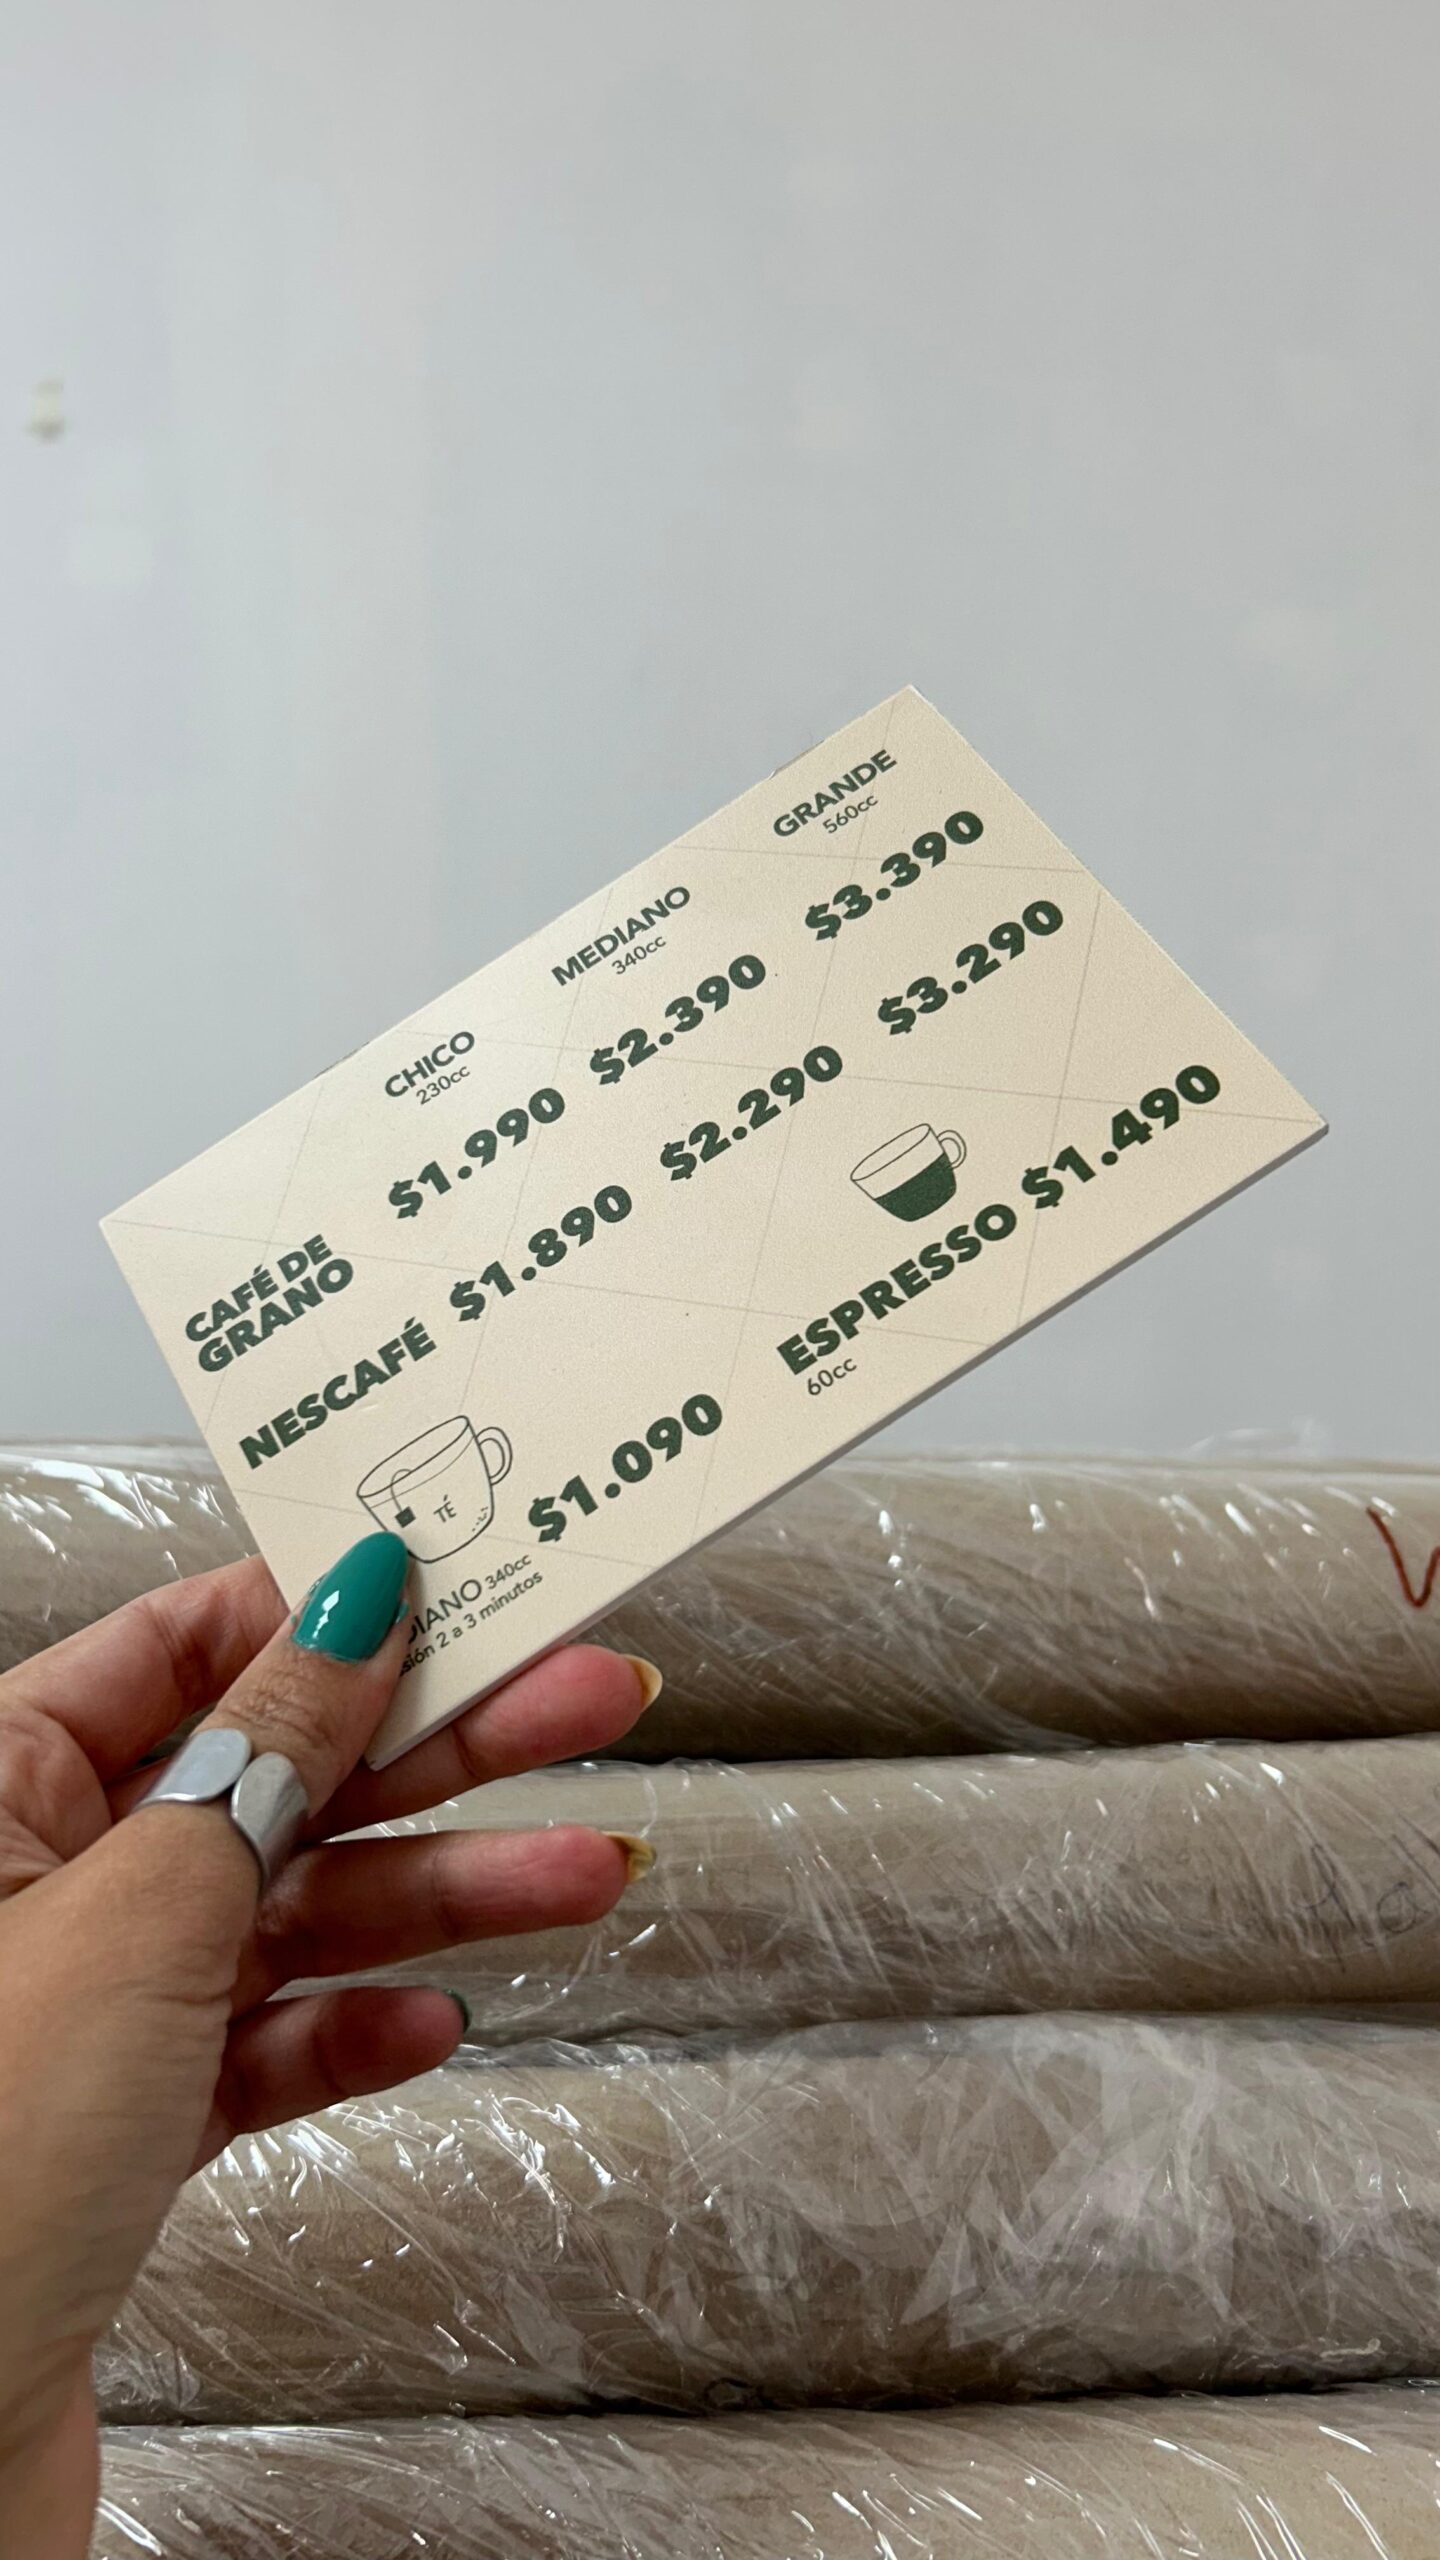 CHICO
230cc
MEDIANO
340cc
GRANDE
560cc
CAFÉ DE
GRANO
$1.990
$2.390
$3.390
NESCAFÉ
$1.890
$2.290
$3.290
TÉ
$1.090
340cc
2 a 3 minutos
ESPRESSO $1.490
60cc